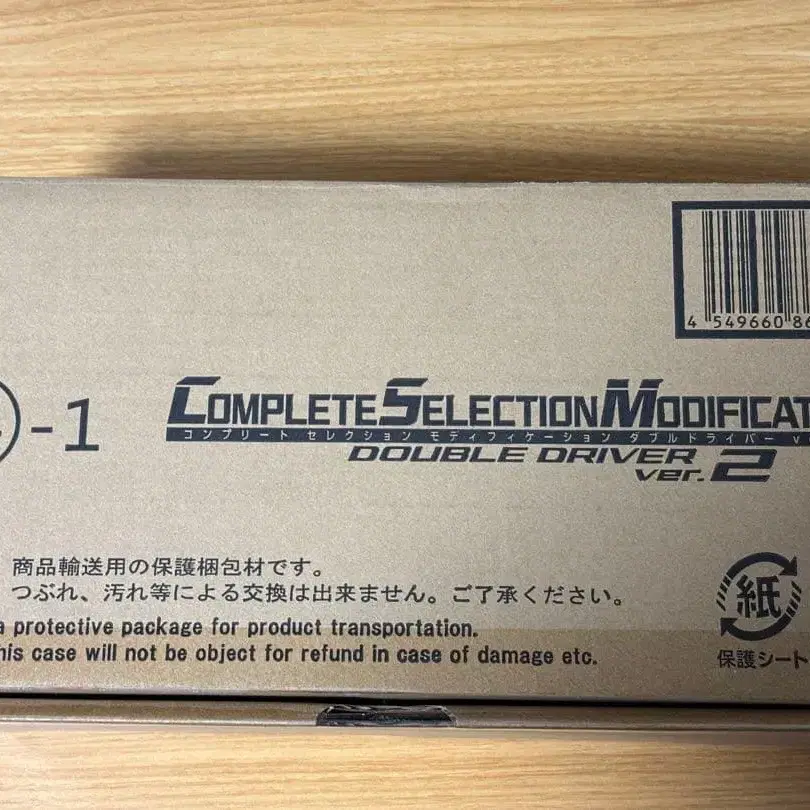 4 549660 86
-1
COMPLETE SELECTION MODIFICAT
コンプリート セレクション モディフィケーション ダブルドライバー v
DOUBLE DRIVER
ver. 2
商品輸送用の保護梱包材です。
つぶれ、汚れ等による交換は出来ません。ご了承ください。
a protective package for product transportation.
his case will not be object for refund in case of damage etc.
紙
保護シート